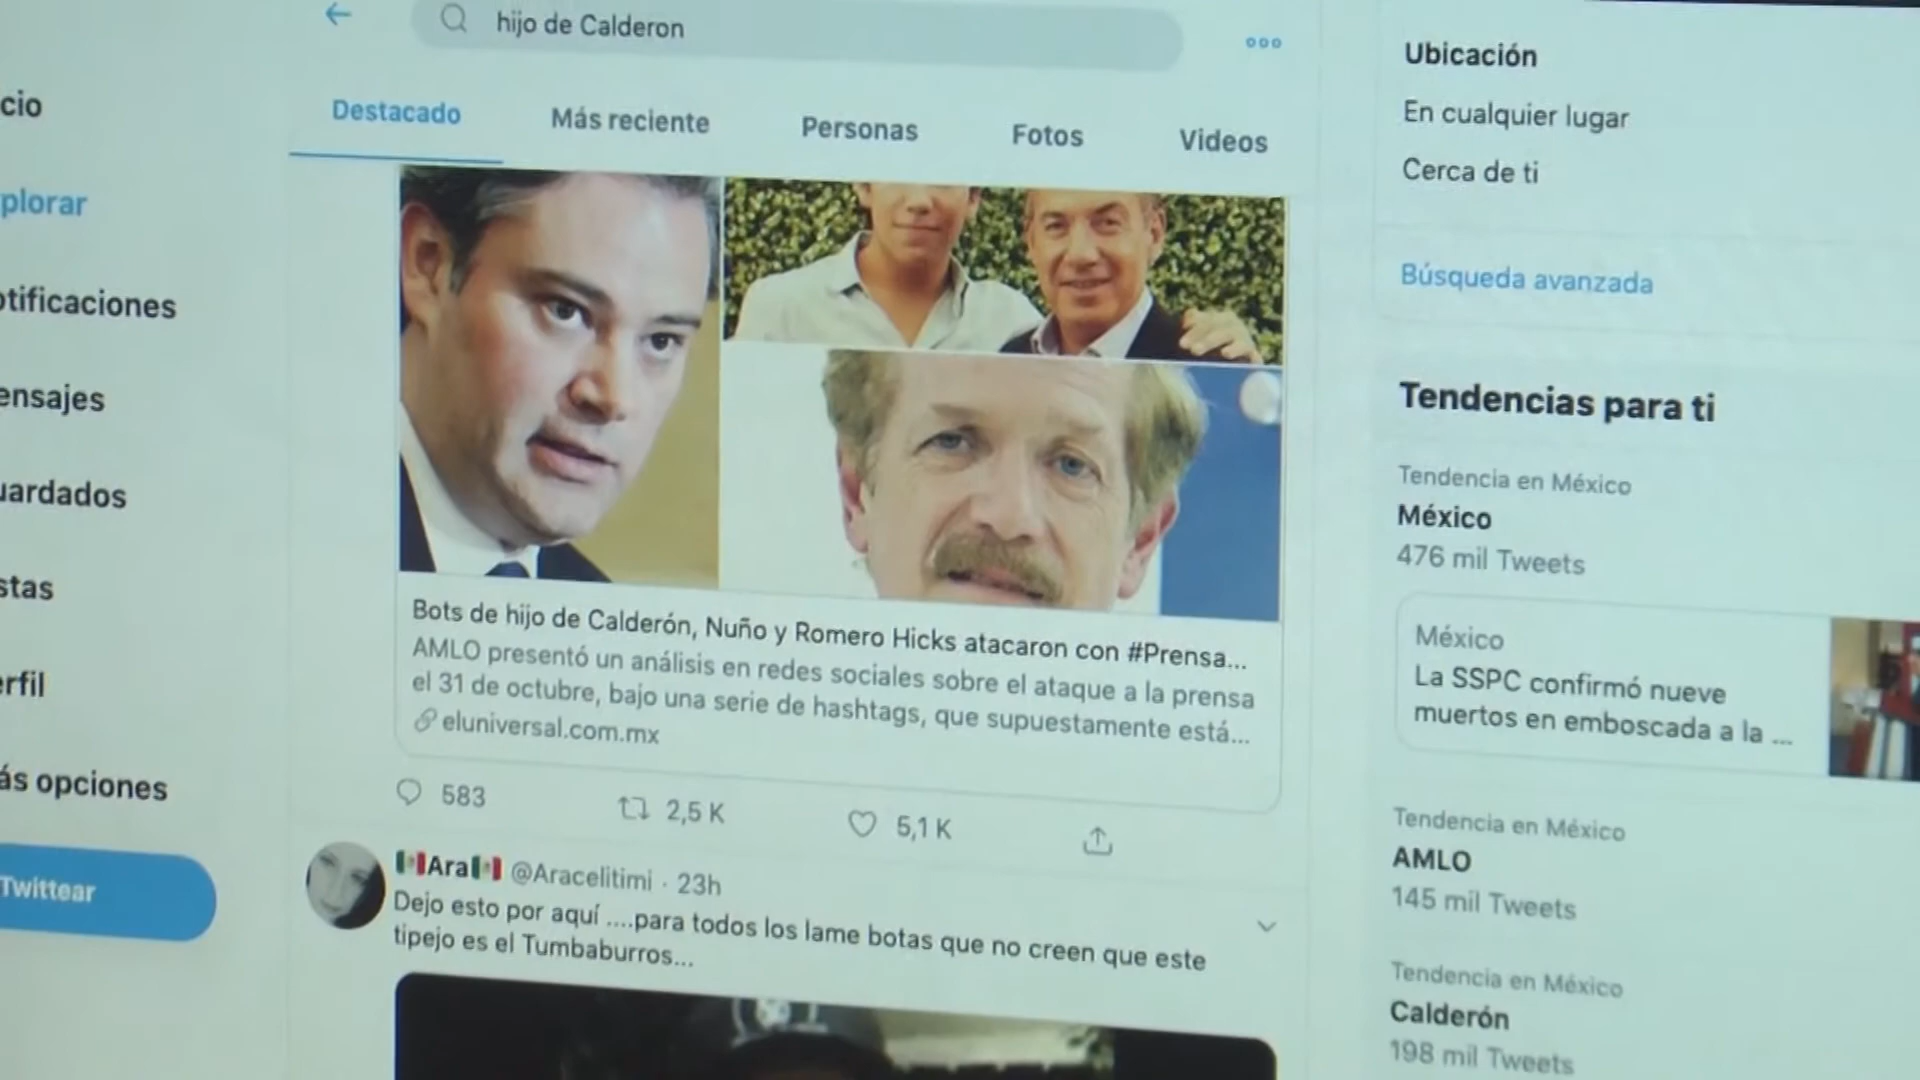 hijo de Calderon
Destacado
Más reciente
Personas
Fotos
Videos
cio
plorar
otificaciones
ensajes
uardados
stas
erfil
ás opciones
Twittear
Bots de hijo de Calderón, Nuño y Romero Hicks atacaron con #Prensa...
AMLO presentó un análisis en redes sociales sobre el ataque a la prensa
el 31 de octubre, bajo una serie de hashtags, que supuestamente está...
eluniversal.com.mx
583
2,5 K
5,1 K
Ara @Aracelitimi · 23h
Dejo esto por aquí ....para todos los lame botas que no creen que este
tipejo es el Tumbaburros...
Ubicación
En cualquier lugar
Cerca de ti
Búsqueda avanzada
Tendencias para ti
Tendencia en México
México
476 mil Tweets
México
La SSPC confirmó nueve
muertos en emboscada a la ...
Tendencia en México
AMLO
145 mil Tweets
Tendencia en México
Calderón
198 mil Tweets